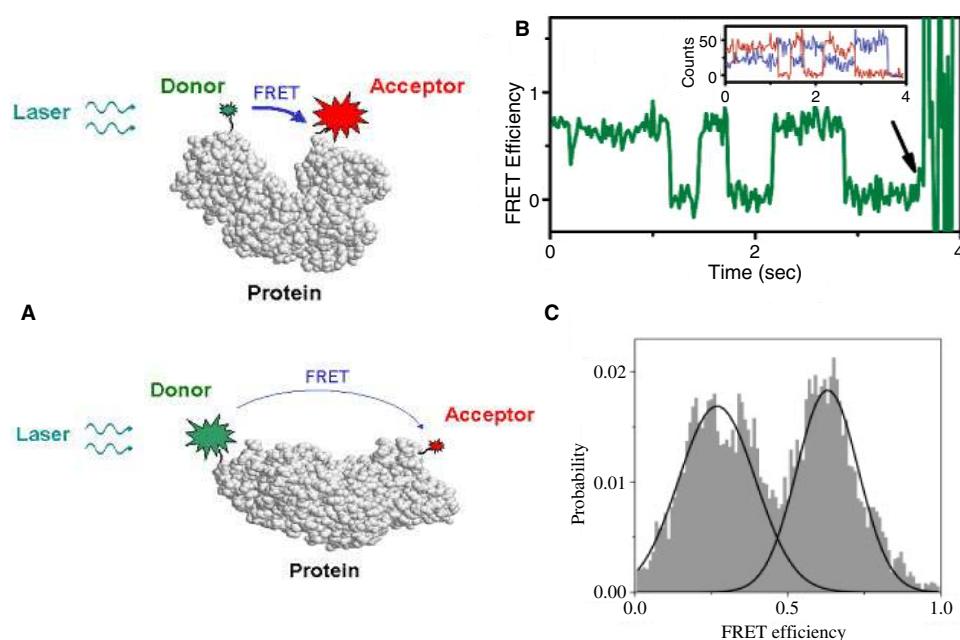 Donor
FRET
Acceptor
Laser
Protein
A
Donor
FRET
Acceptor
Laser
Protein
B
FRET Efficiency
1
0
0
2
4
Time (sec)
Counts
50
0
0
2
4
C
Probability
0.02
0.01
0.00
0.0
0.5
1.0
FRET efficiency